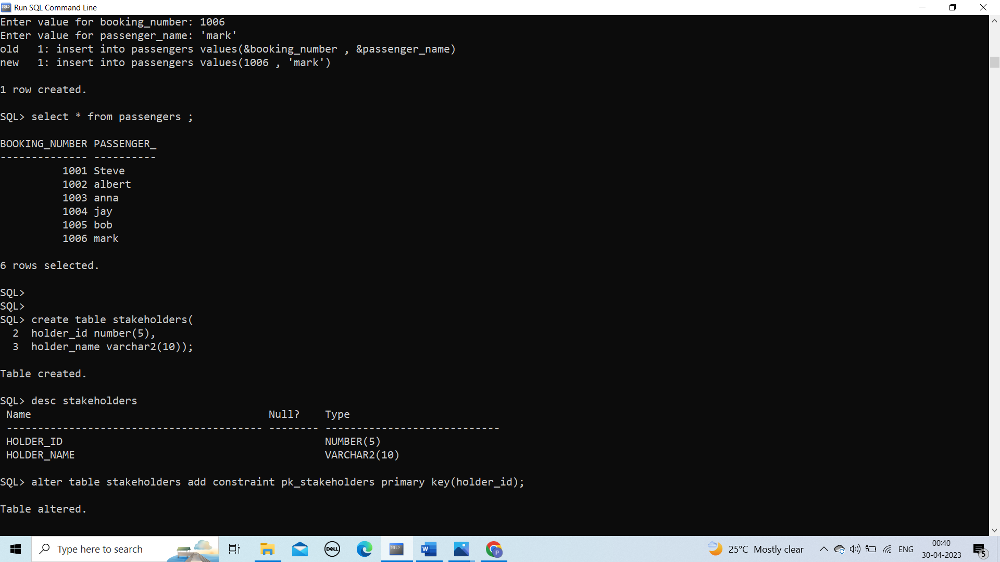 Run SQL Command Line
Enter value for booking_number: 1006
Enter value for passenger_name: 'mark'
old   1: insert into passengers values(&booking_number , &passenger_name)
new   1: insert into passengers values(1006 , 'mark')
1 row created.
SQL> select * from passengers ;
BOOKING_NUMBER PASSENGER_
-------------- ----------
          1001 Steve
          1002 albert
          1003 anna
          1004 jay
          1005 bob
          1006 mark
6 rows selected.
SQL>
SQL>
SQL> create table stakeholders(
  2  holder_id number(5),
  3  holder_name varchar2(10));
Table created.
SQL> desc stakeholders
 Name                                      Null?    Type
 ----------------------------------------- -------- ----------------------------
 HOLDER_ID                                          NUMBER(5)
 HOLDER_NAME                                        VARCHAR2(10)
SQL> alter table stakeholders add constraint pk_stakeholders primary key(holder_id);
Table altered.
Type here to search
DELL
SQL>
W
P
25°C Mostly clear
ENG
00:40
30-04-2023
5